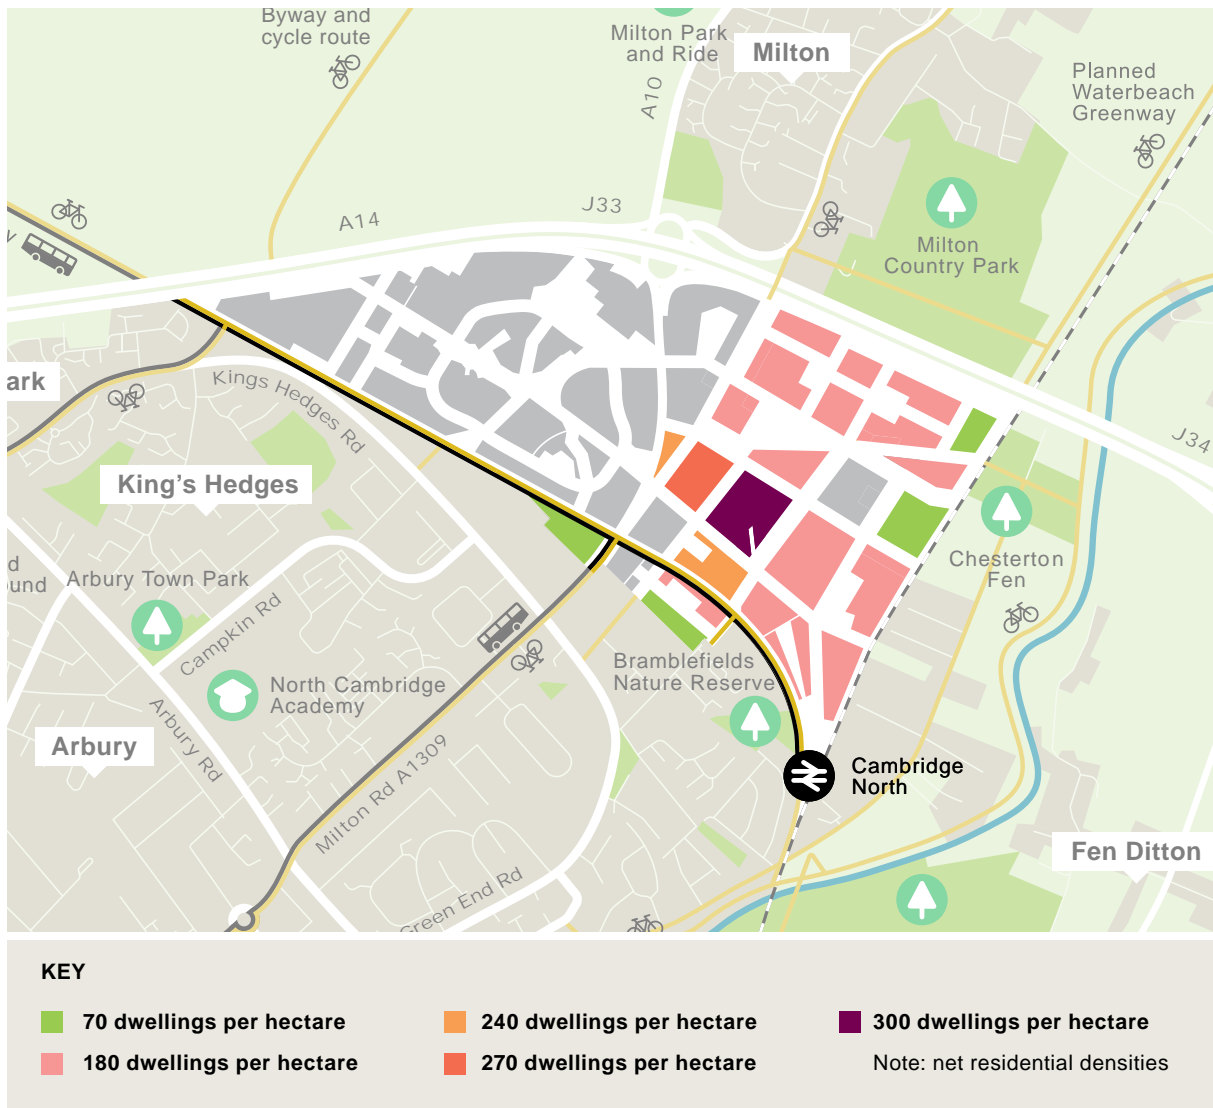 Byway and
cycle route
Milton Park
and Ride
Milton
A10
Planned
Waterbeach
Greenway
J33
A14
y
Milton
Country Park
ark
Kings Hedges Rd
J34
King's Hedges
d
ound
Arbury Town Park
Chesterton
Fen
Campkin Rd
Bramblefields
Nature Reserve
North Cambridge
Academy
Arbury Rd
Arbury
Milton Rd A1309
Cambridge
North
Fen Ditton
Green End Rd
KEY
70 dwellings per hectare
240 dwellings per hectare
300 dwellings per hectare
180 dwellings per hectare
270 dwellings per hectare
Note: net residential densities